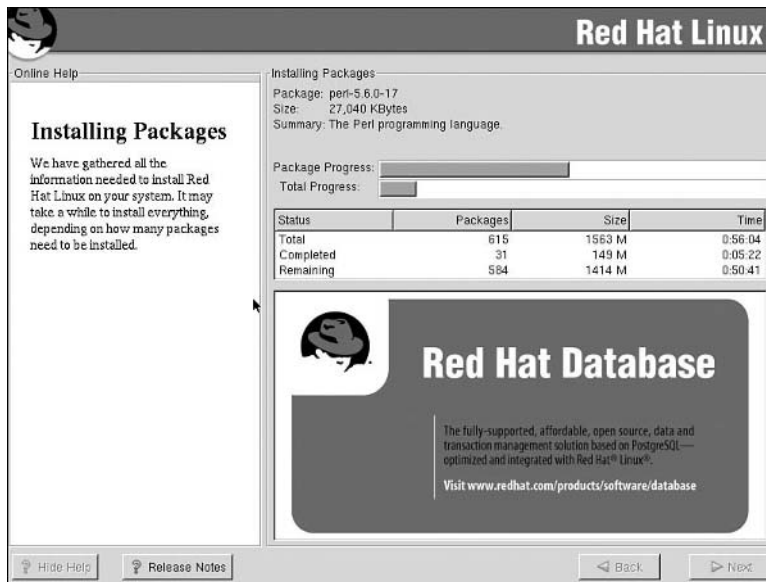 Red Hat Linux
Online Help
Installing Packages
We have gathered all the
information needed to install Red
Hat Linux on your system. It may
take a while to install everything,
depending on how many packages
need to be installed.
Installing Packages
Package: perl-5.6.0-17
Size: 27,040 KBytes
Summary: The Perl programming language.
Package Progress:
Total Progress:
Status Packages Size Time
Total 615 1563 M 0:56:04
Completed 31 149 M 0:05:22
Remaining 584 1414 M 0:50:41
Red Hat Database
The fully-supported, affordable, open source, data and
transaction management solution based on PostgreSQL—
optimized and integrated with Red Hat® Linux®.
Visit www.redhat.com/products/software/database
Hide Help
Release Notes
Back
Next